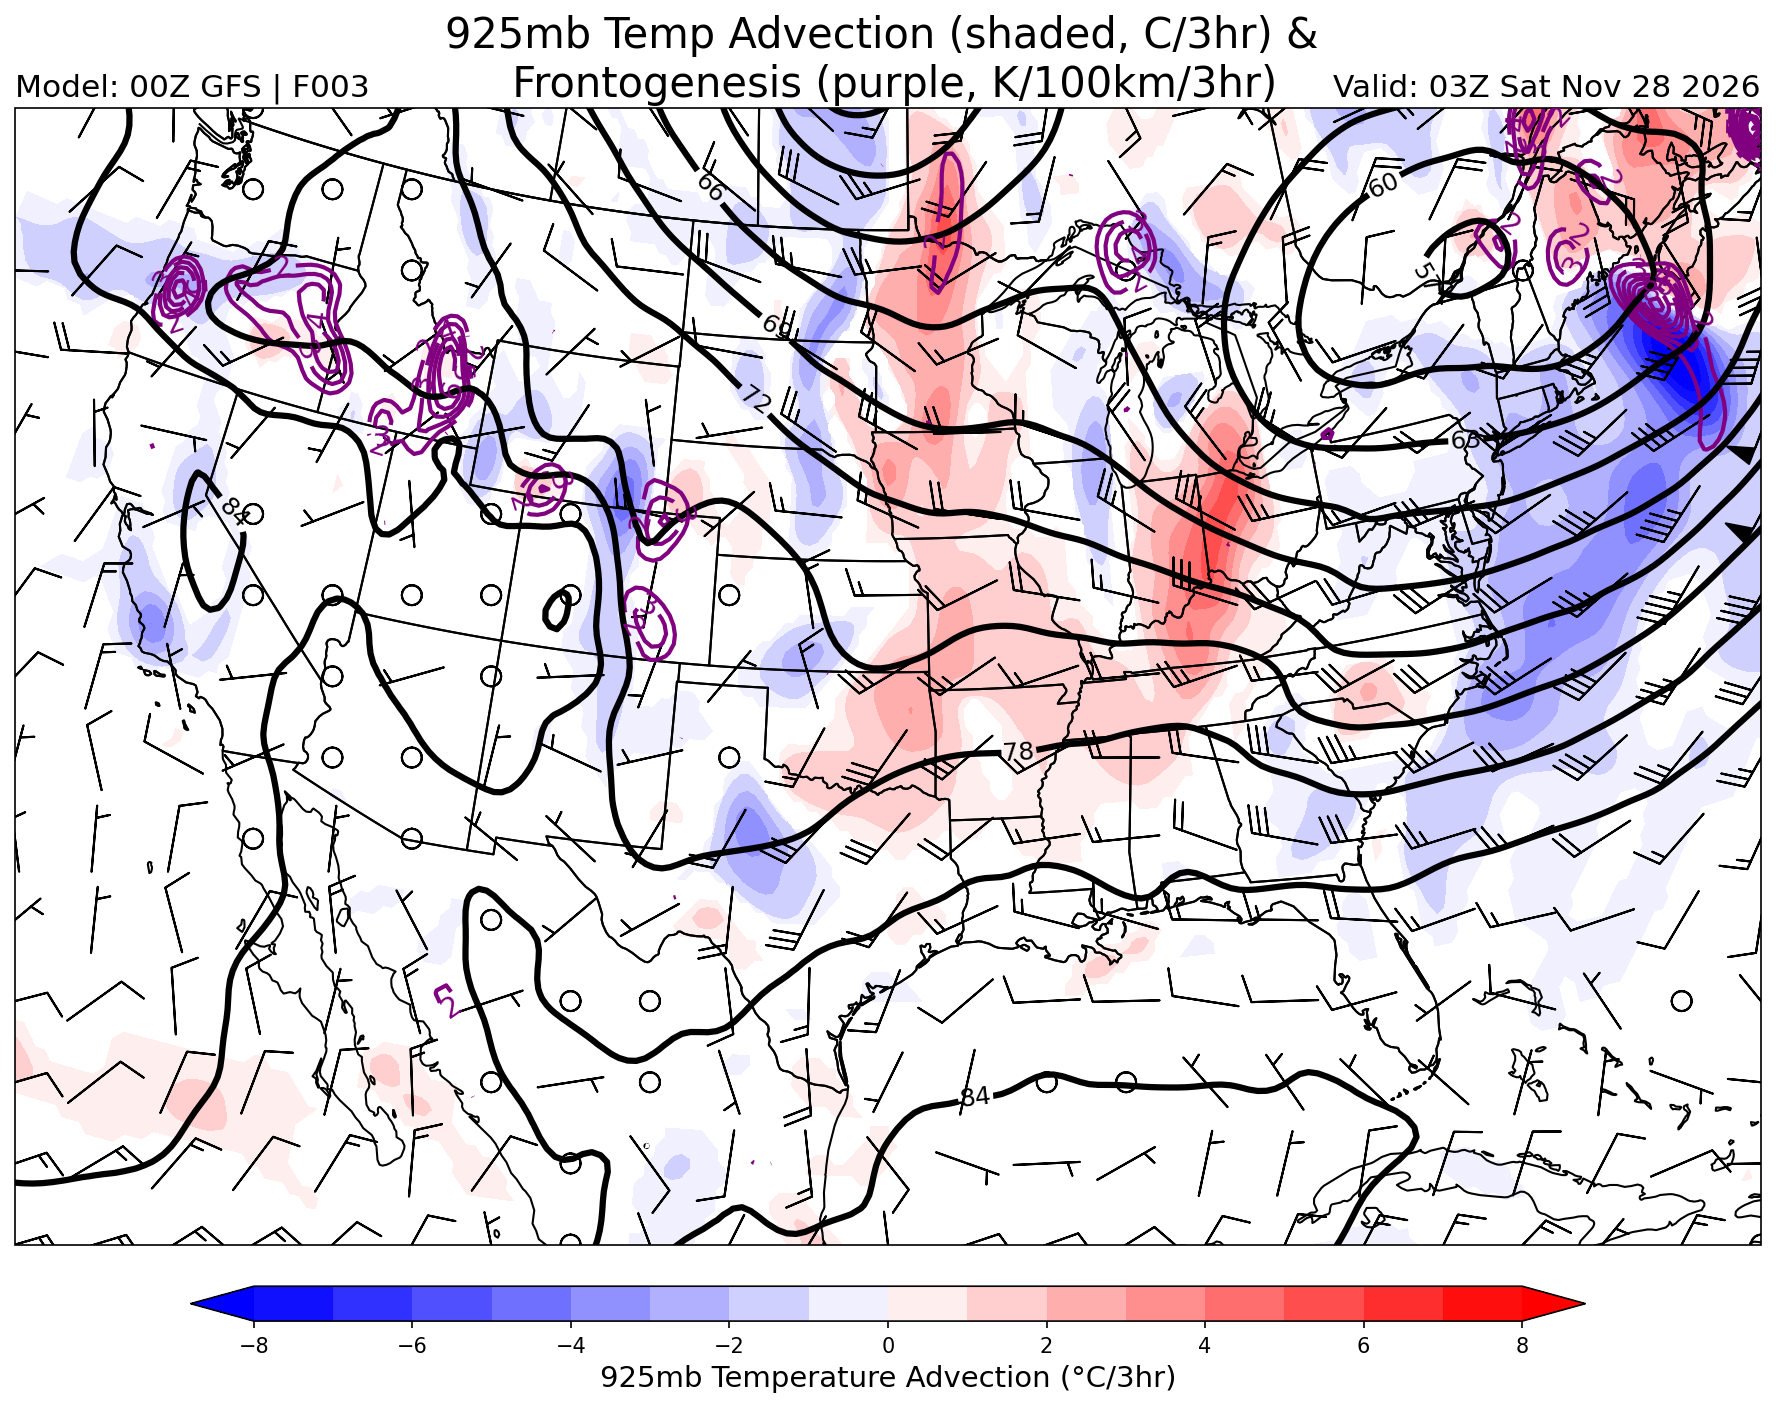 925mb Temp Advection (shaded, C/3hr) &
Model: 00Z GFS | F003
Frontogenesis (purple, K/100km/3hr)
Valid: 03Z Sat Nov 28 2026
66
60
69
72
63
84
78
84
−8 −6 −4 −2 0 2 4 6 8
925mb Temperature Advection (°C/3hr)